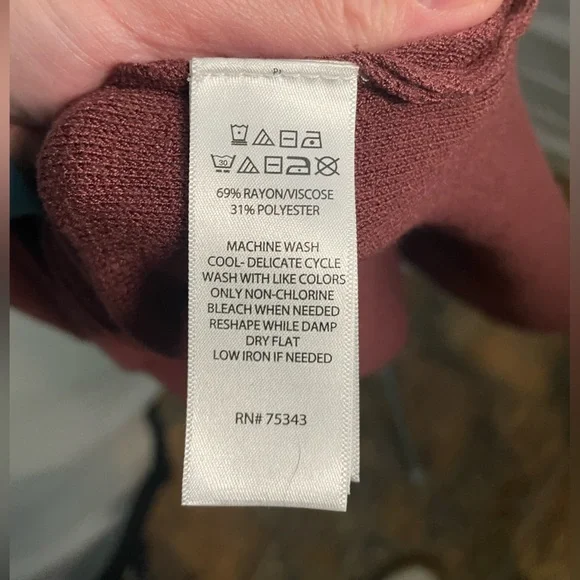 30
69% RAYON/VISCOSE
31% POLYESTER
MACHINE WASH
COOL- DELICATE CYCLE
WASH WITH LIKE COLORS
ONLY NON-CHLORINE
BLEACH WHEN NEEDED
RESHAPE WHILE DAMP
DRY FLAT
LOW IRON IF NEEDED
RN# 75343